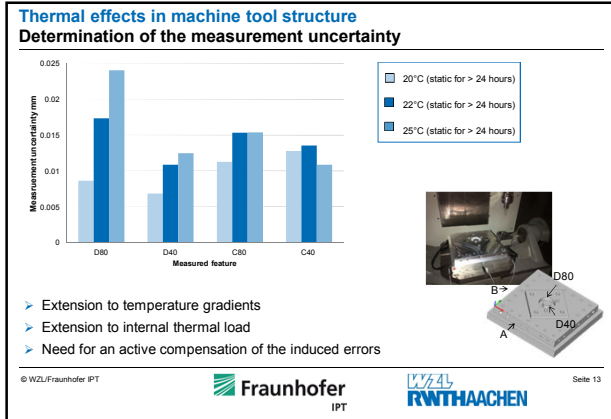 Thermal effects in machine tool structure
Determination of the measurement uncertainty
0.025
0.02
0.015
0.01
0.005
0
Measruement uncertainty mm
D80
D40
C80
C40
Measured feature
20°C (static for > 24 hours)
22°C (static for > 24 hours)
25°C (static for > 24 hours)
D80
B
D40
A
Extension to temperature gradients
Extension to internal thermal load
Need for an active compensation of the induced errors
© WZL/Fraunhofer IPT
Fraunhofer
IPT
WZL
RWTHAACHEN
Seite 13